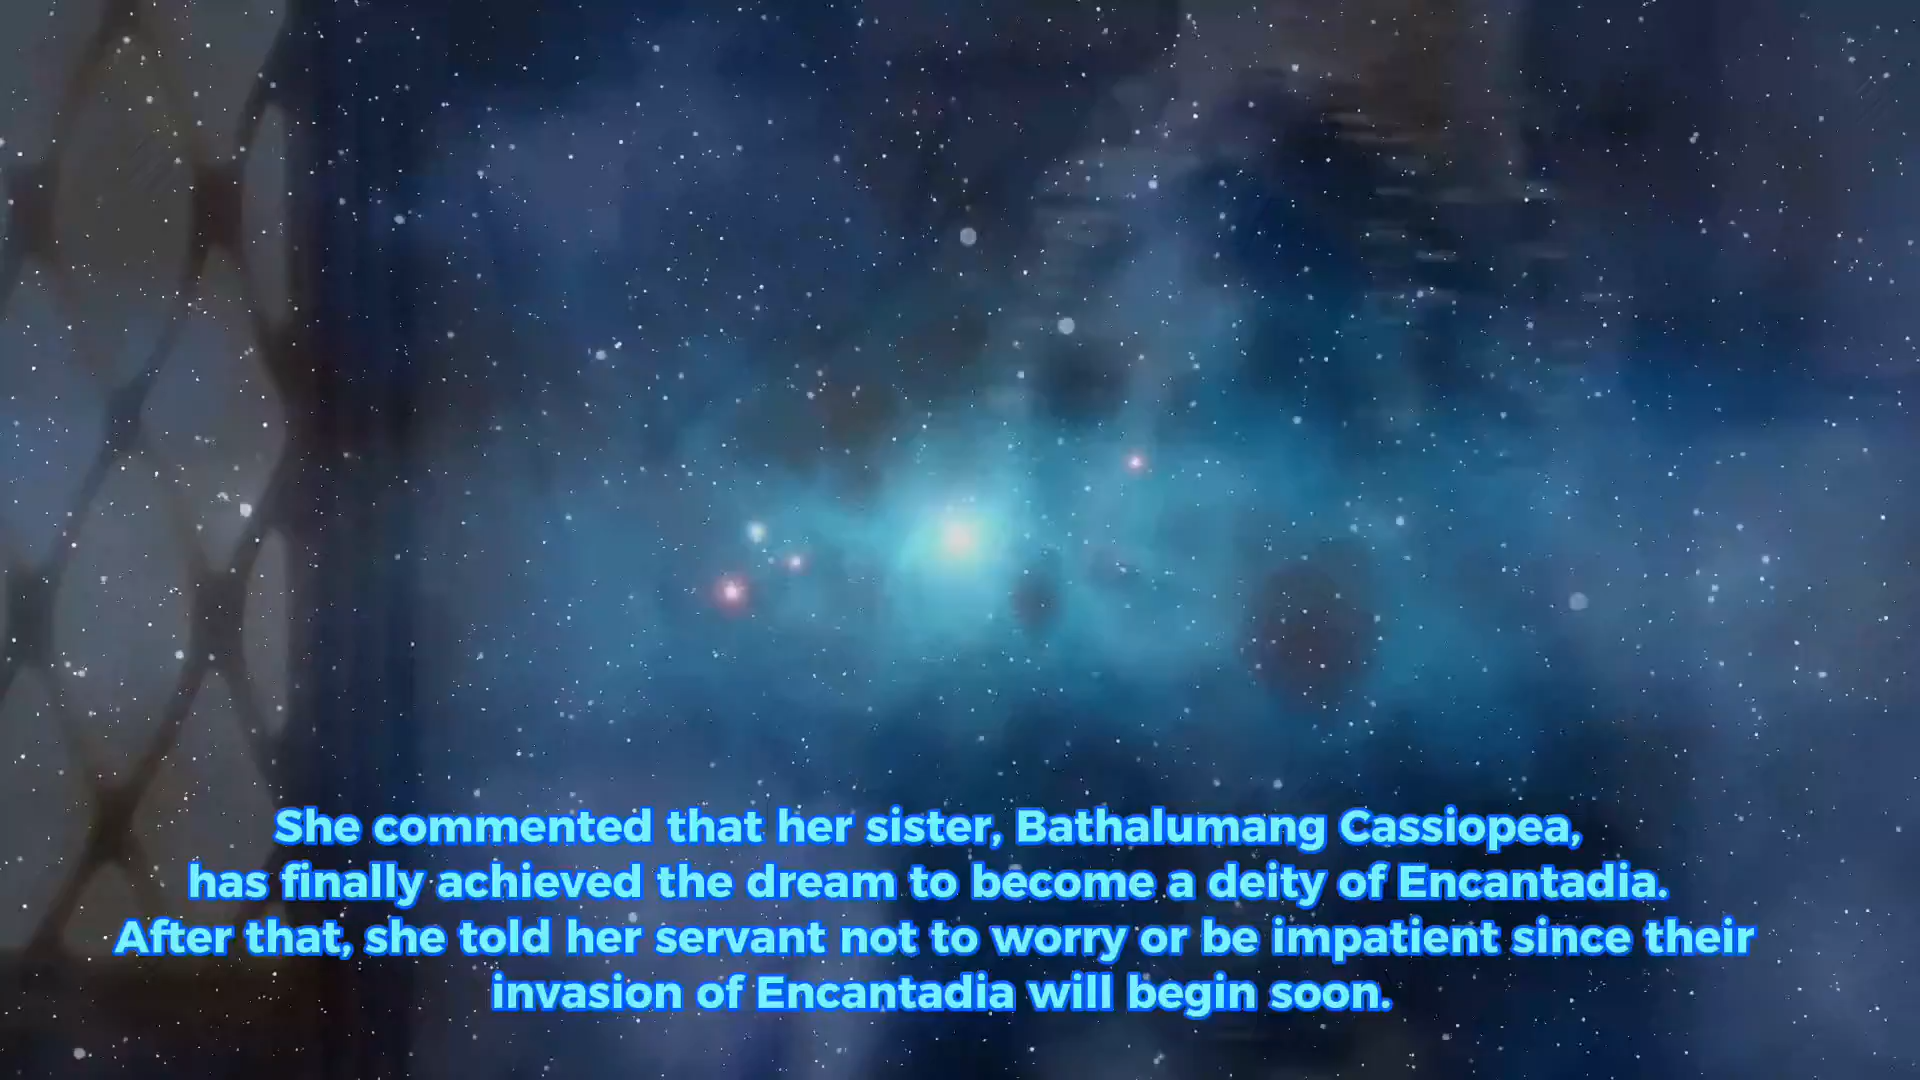 She commented that her sister, Bathalumang Cassiopea,
has finally achieved the dream to become a deity of Encantadia.
After that, she told her servant not to worry or be impatient since their
invasion of Encantadia will begin soon.